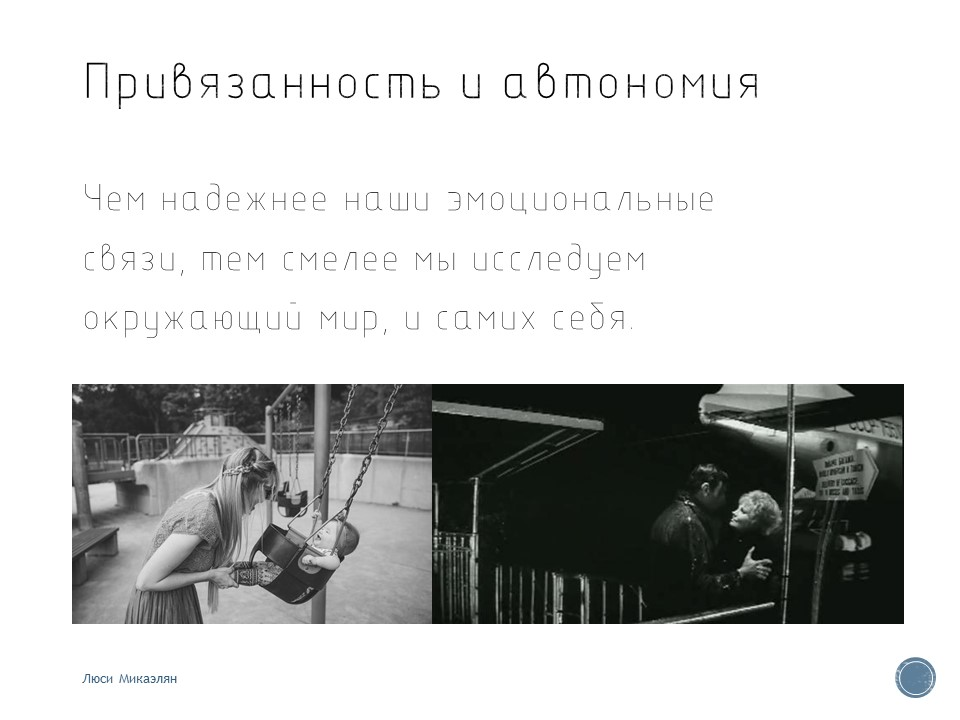 Привязанность и автономия
Чем надежнее наши эмоциональные
связи, тем смелее мы исследуем
окружающий мир, и самих себя.
Люси Микаэлян